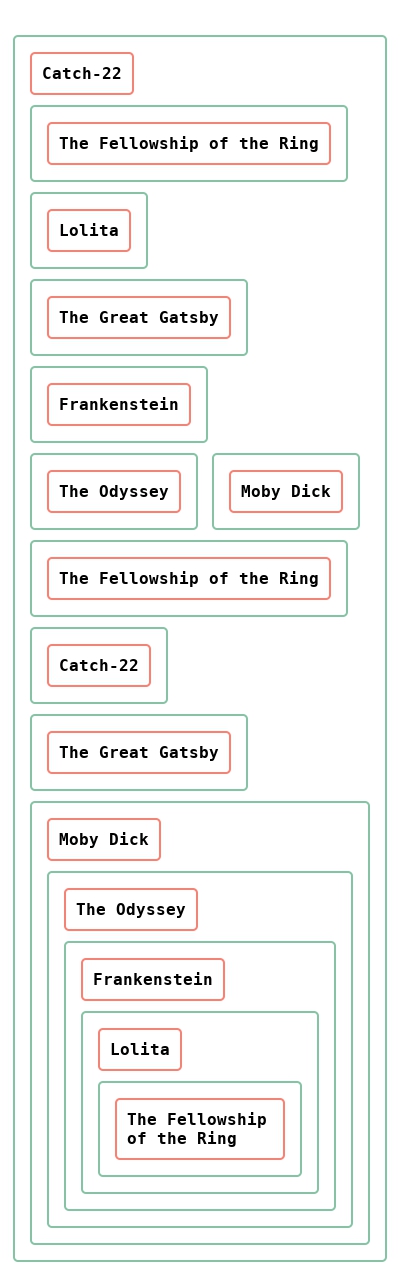 Catch-22
The Fellowship of the Ring
Lolita
The Great Gatsby
Frankenstein
The Odyssey
Moby Dick
The Fellowship of the Ring
Catch-22
The Great Gatsby
Moby Dick
The Odyssey
Frankenstein
Lolita
The Fellowship
of the Ring